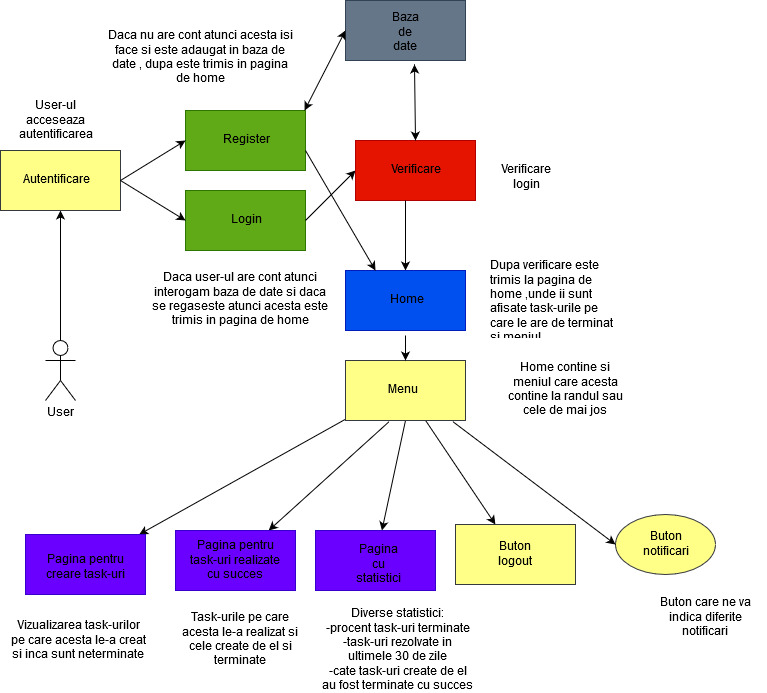 Baza
de
date
Daca nu are cont atunci acesta isi
face si este adaugat in baza de
date , dupa este trimis in pagina
de home
User-ul
acceseaza
autentificarea
Register
Autentificare
Verificare
Verificare
login
Login
Daca user-ul are cont atunci
interogam baza de date si daca
se regaseste atunci acesta este
trimis in pagina de home
Home
Dupa verificare este
trimis la pagina de
home ,unde ii sunt
afisate task-urile pe
care le are de terminat
si meniul
User
Menu
Home contine si
meniul care acesta
contine la randul sau
cele de mai jos
Pagina pentru
creare task-uri
Pagina pentru
task-uri realizate
cu succes
Pagina
cu
statistici
Buton
logout
Buton
notificari
Vizualizarea task-urilor
pe care acesta le-a creat
si inca sunt neterminate
Task-urile pe care
acesta le-a realizat si
cele create de el si
terminate
Diverse statistici:
-procent task-uri terminate
-task-uri rezolvate in
ultimele 30 de zile
-cate task-uri create de el
au fost terminate cu succes
Buton care ne va
indica diferite
notificari